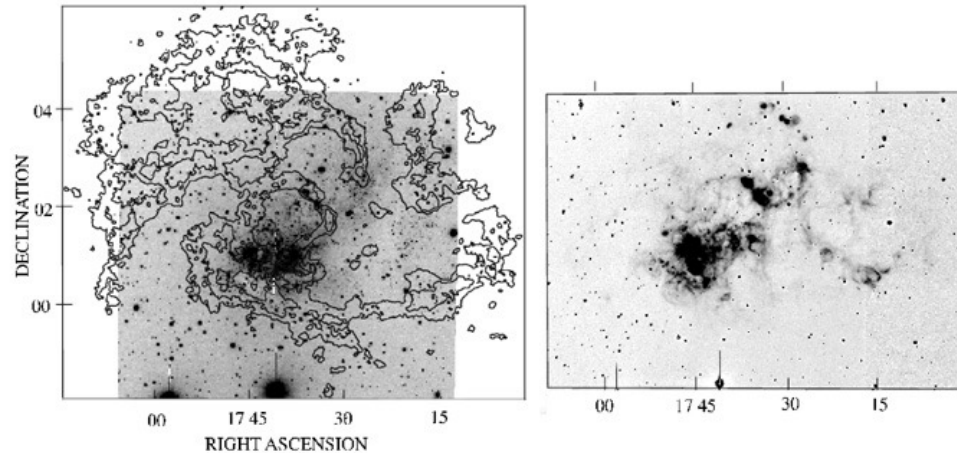 04
02
00
DECLINATION
00 17 45 30 15
RIGHT ASCENSION
00 17 45 30 15